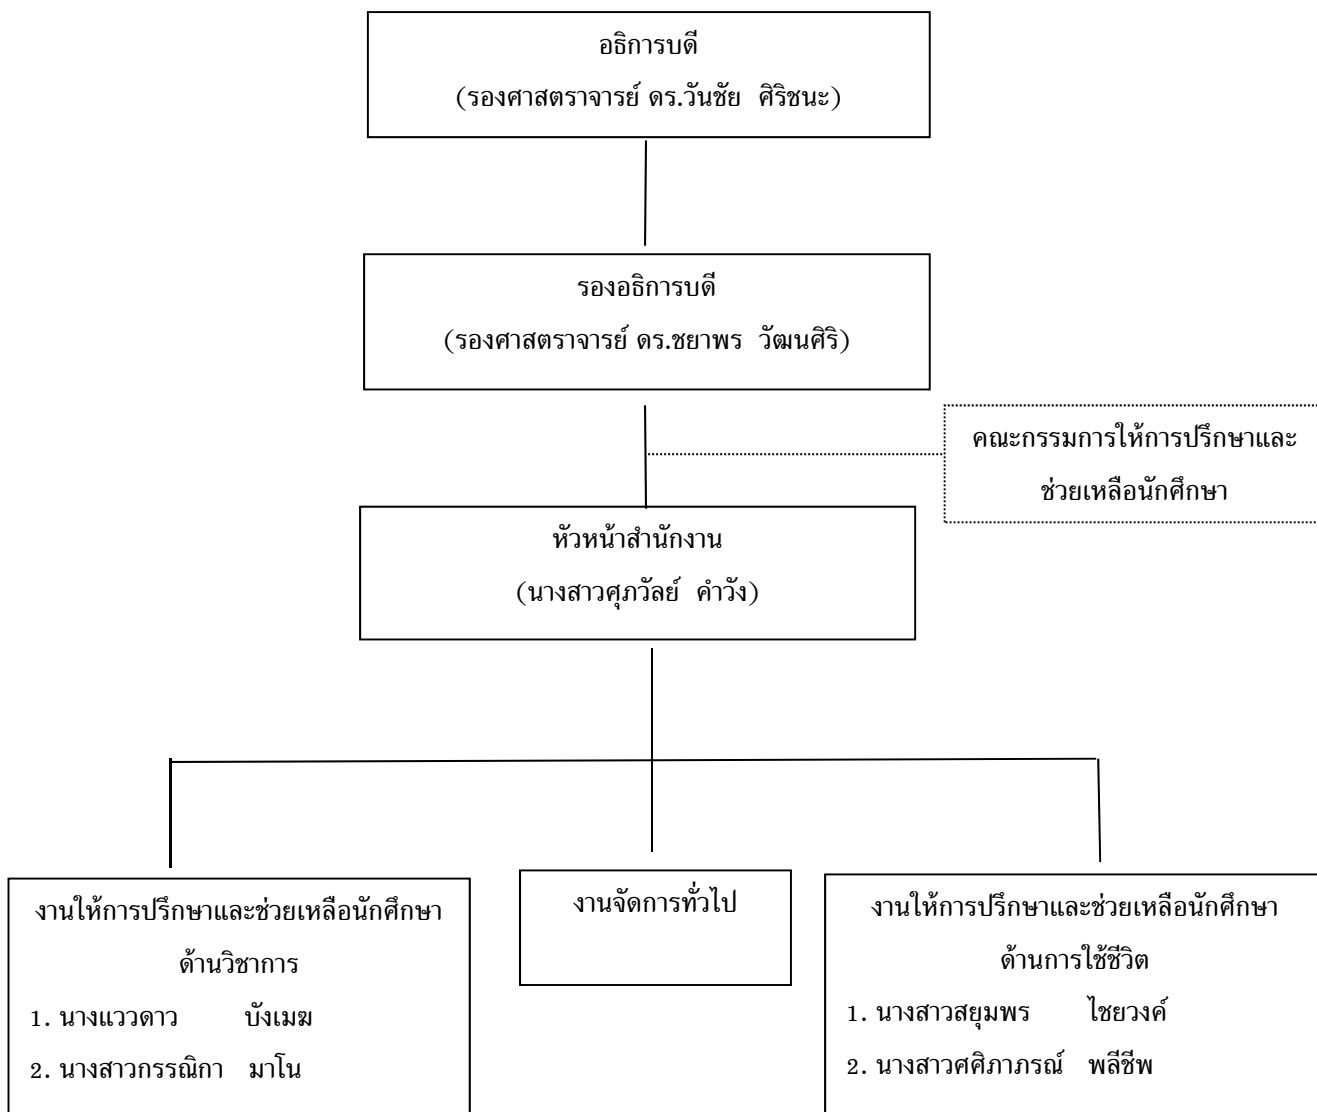 อธิการบดี
(รองศาสตราจารย์ ดร.วันชัย ศิริชนะ)
รองอธิการบดี
(รองศาสตราจารย์ ดร.ชยาพร วัฒนศิริ)
คณะกรรมการให้การปรึกษาและ
ช่วยเหลือนักศึกษา
หัวหน้าสำนักงาน
(นางสาวศุภวัลย์ คำวัง)
งานให้การปรึกษาและช่วยเหลือนักศึกษา
ด้านวิชาการ
1. นางแววดาว บังเมฆ
2. นางสาวกรรณิกา มาโน
งานจัดการทั่วไป
งานให้การปรึกษาและช่วยเหลือนักศึกษา
ด้านการใช้ชีวิต
1. นางสาวสยุมพร ไชยวงค์
2. นางสาวศศิภาภรณ์ พลีชีพ